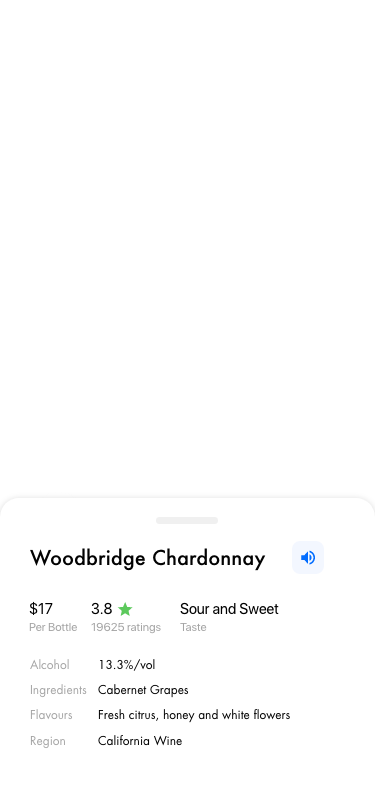 Woodbridge Chardonnay
$17 3.8 Sour and Sweet
Per Bottle 19625 ratings Taste
Alcohol 13.3%/vol
Ingredients Cabernet Grapes
Flavours Fresh citrus, honey and white flowers
Region California Wine